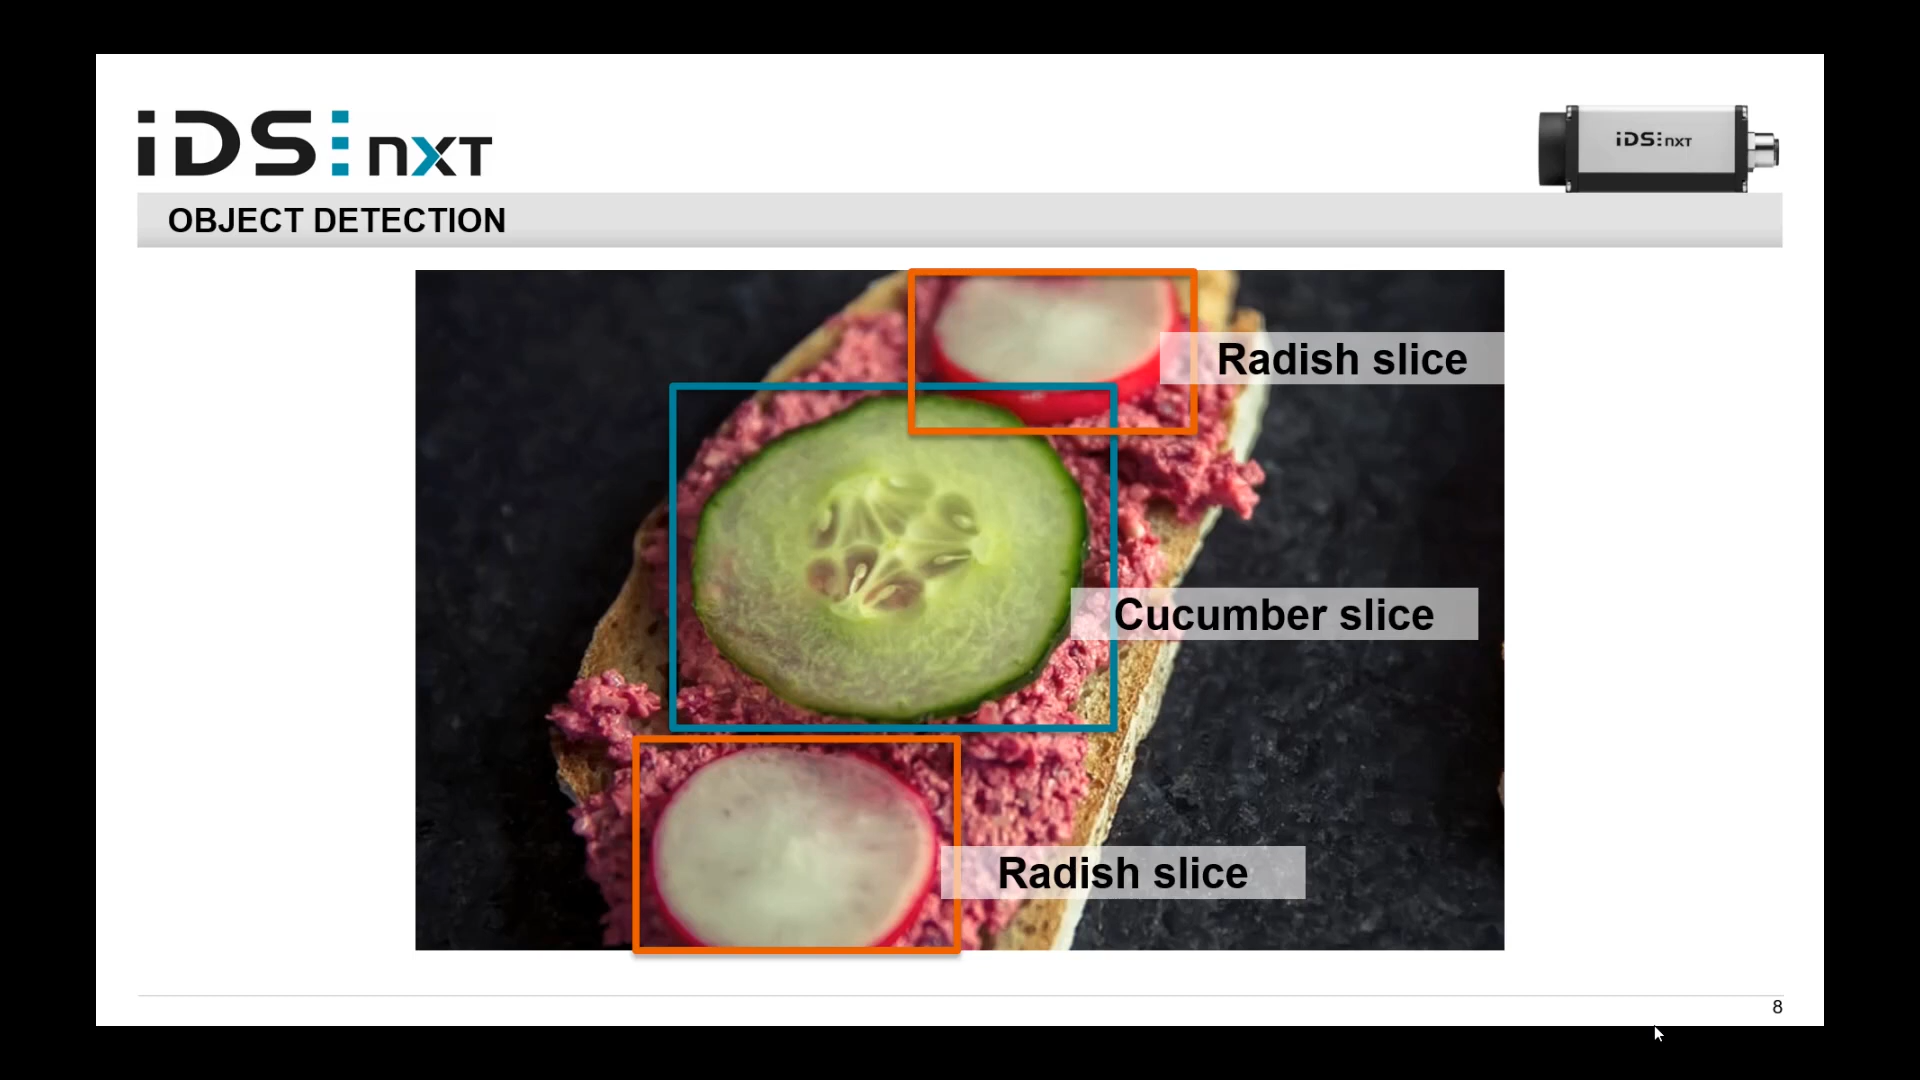 iDS nxt
iDS nxt
OBJECT DETECTION
Radish slice
Cucumber slice
Radish slice
8